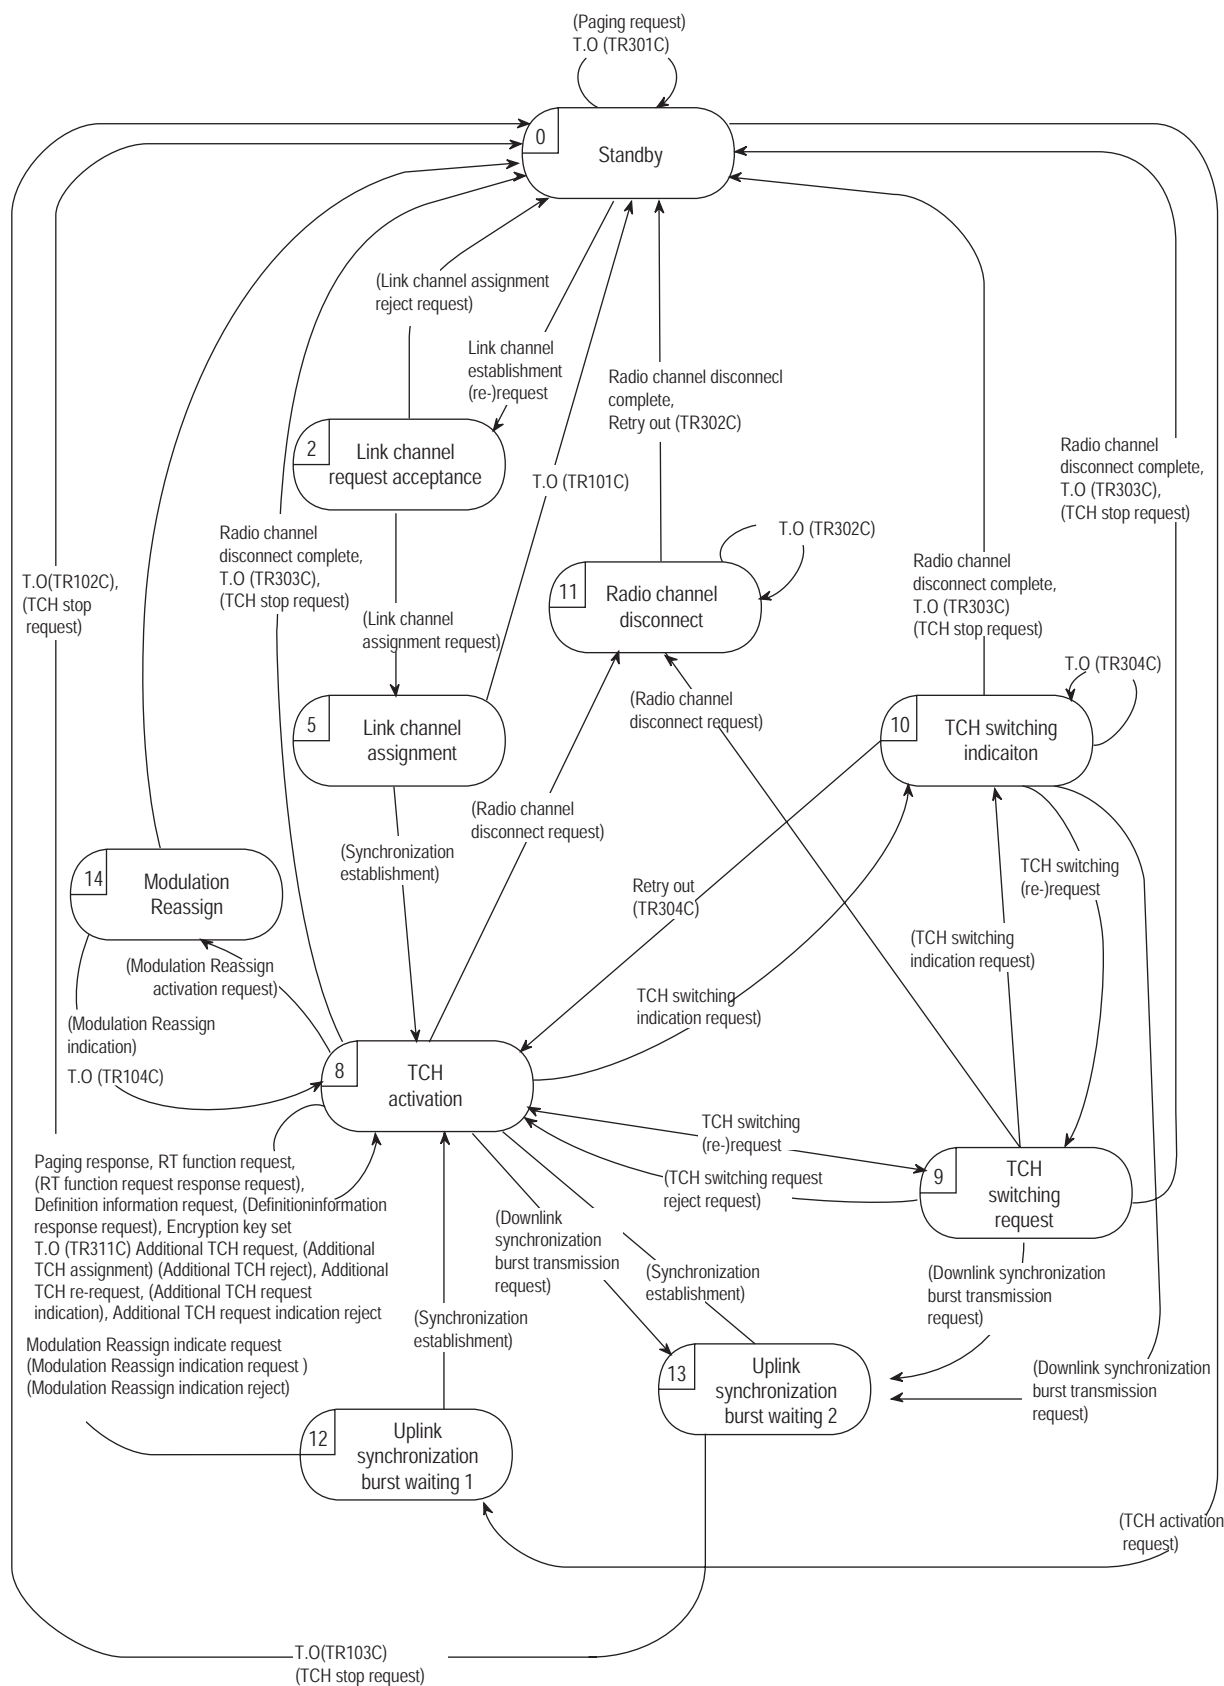 (Paging request)
T.O (TR301C)
0
Standby
(Link channel assignment
reject request)
Link channel
establishment
(re-)request
Radio channel disconnecl
complete,
Retry out (TR302C)
2
Link channel
request acceptance
T.O (TR101C)
Radio channel
disconnect complete,
T.O (TR303C),
(TCH stop request)
Radio channel
disconnect complete,
T.O (TR303C),
(TCH stop request)
T.O (TR302C)
T.O(TR102C),
(TCH stop
request)
11
Radio channel
disconnect
Radio channel
disconnect complete,
T.O (TR303C)
(TCH stop request)
(Link channel
assignment request)
T.O (TR304C)
5
Link channel
assignment
(Radio channel
disconnect request)
10
TCH switching
indicaiton
(Radio channel
disconnect request)
(Synchronization
establishment)
14
Modulation
Reassign
Retry out
(TR304C)
TCH switching
(re-)request
(TCH switching
indication request)
(Modulation Reassign
activation request)
TCH switching
indication request)
(Modulation Reassign
indication)
T.O (TR104C)
8
TCH
activation
TCH switching
(re-)request
(TCH switching request
reject request)
9
TCH
switching
request
Paging response, RT function request,
(RT function request response request),
Definition information request, (Definitioninformation
response request), Encryption key set
T.O (TR311C) Additional TCH request, (Additional
TCH assignment) (Additional TCH reject), Additional
TCH re-request, (Additional TCH request
indication), Additional TCH request indication reject
Modulation Reassign indicate request
(Modulation Reassign indication request )
(Modulation Reassign indication reject)
(Downlink
synchronization
burst transmission
request)
(Synchronization
establishment)
(Synchronization
establishment)
(Downlink synchronization
burst transmission
request)
(Downlink synchronization
burst transmission
request)
13
Uplink
synchronization
burst waiting 2
12
Uplink
synchronization
burst waiting 1
(TCH activation
request)
T.O(TR103C)
(TCH stop request)